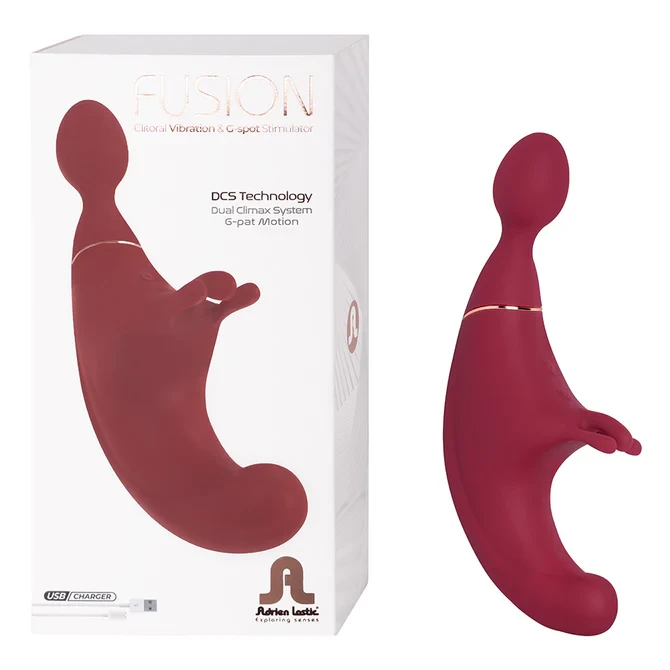 FUSION
Clitoral Vibration & G-spot Stimulator
DCS Technology
Dual Climax System
G-pat Motion
USB CHARGER
Adrien Lastic
Exploring senses